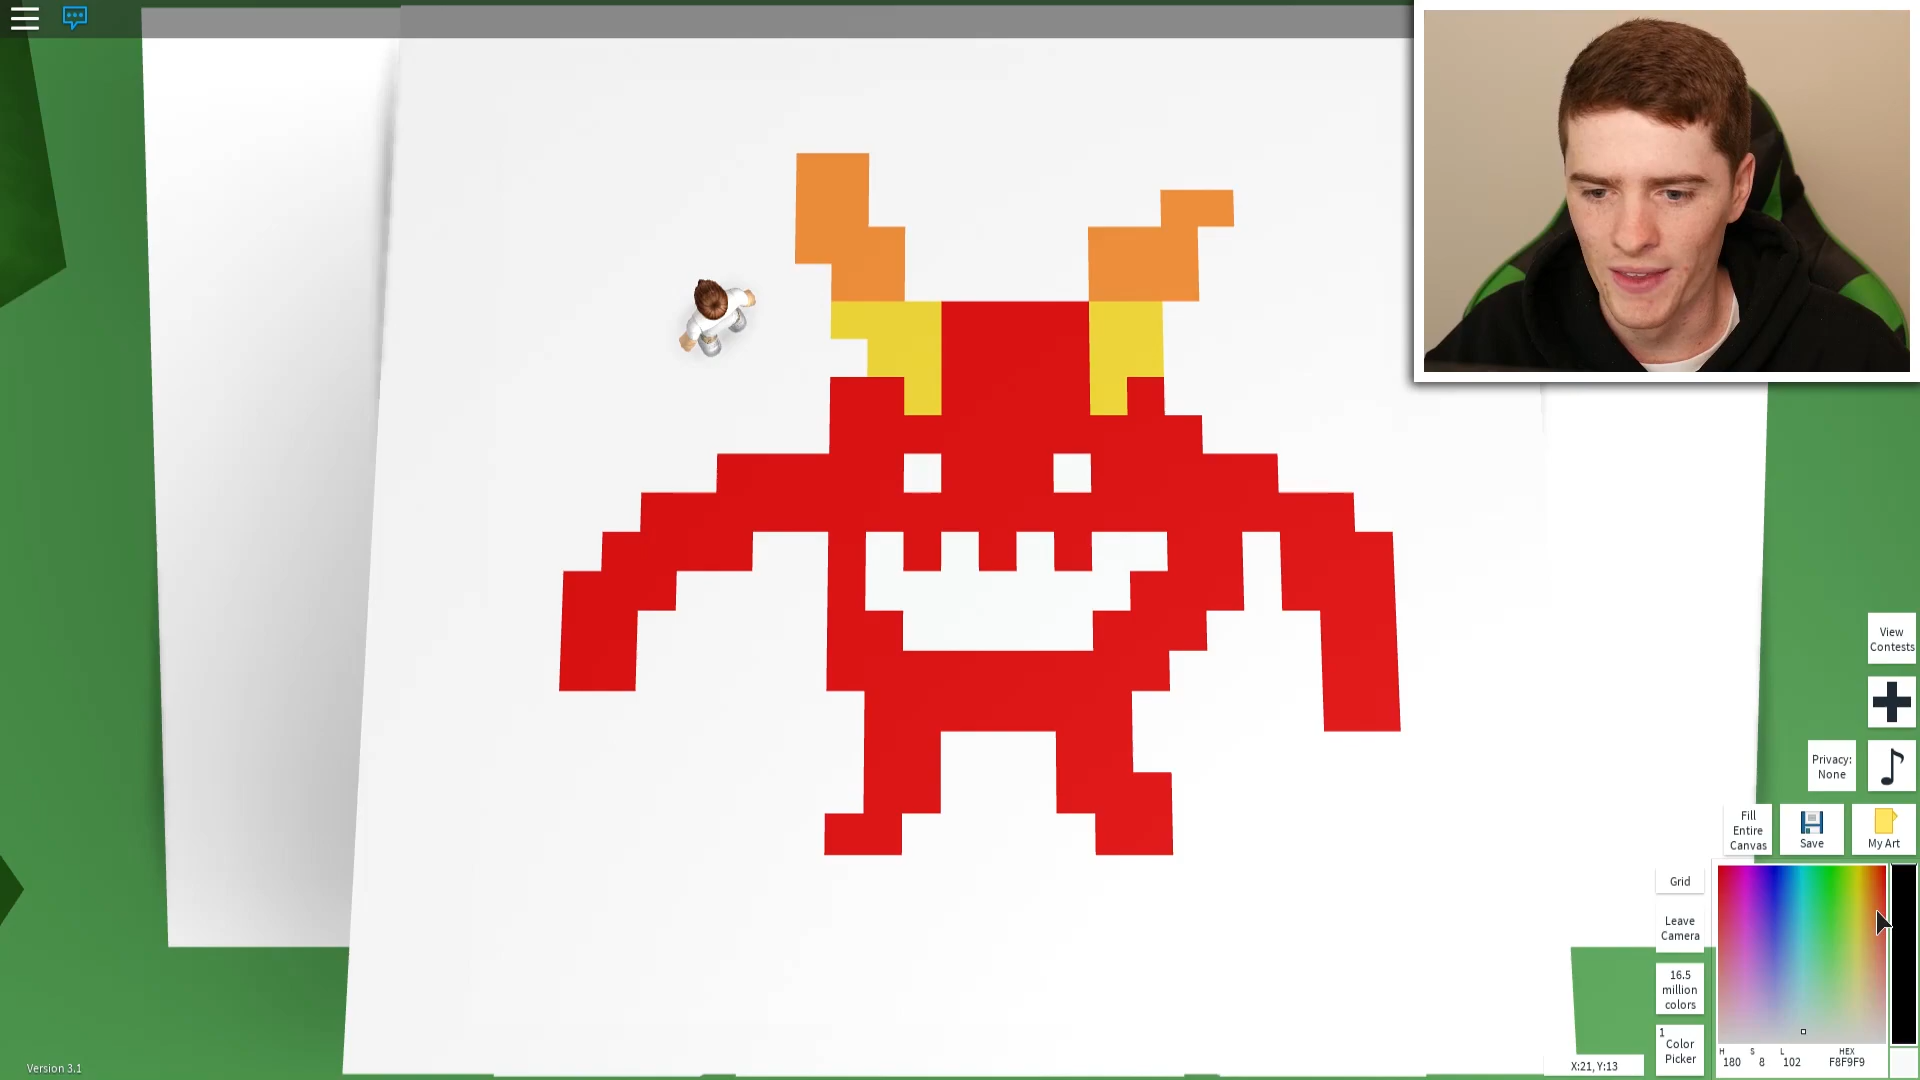 View
Contests
Privacy:
None
Fill
Entire
Canvas
Save
My Art
Grid
Leave
Camera
16.5
million
colors
1
Color
Picker
H S L HEX
180 8 102 F8F9F9
X:21, Y:13
Version 3.1